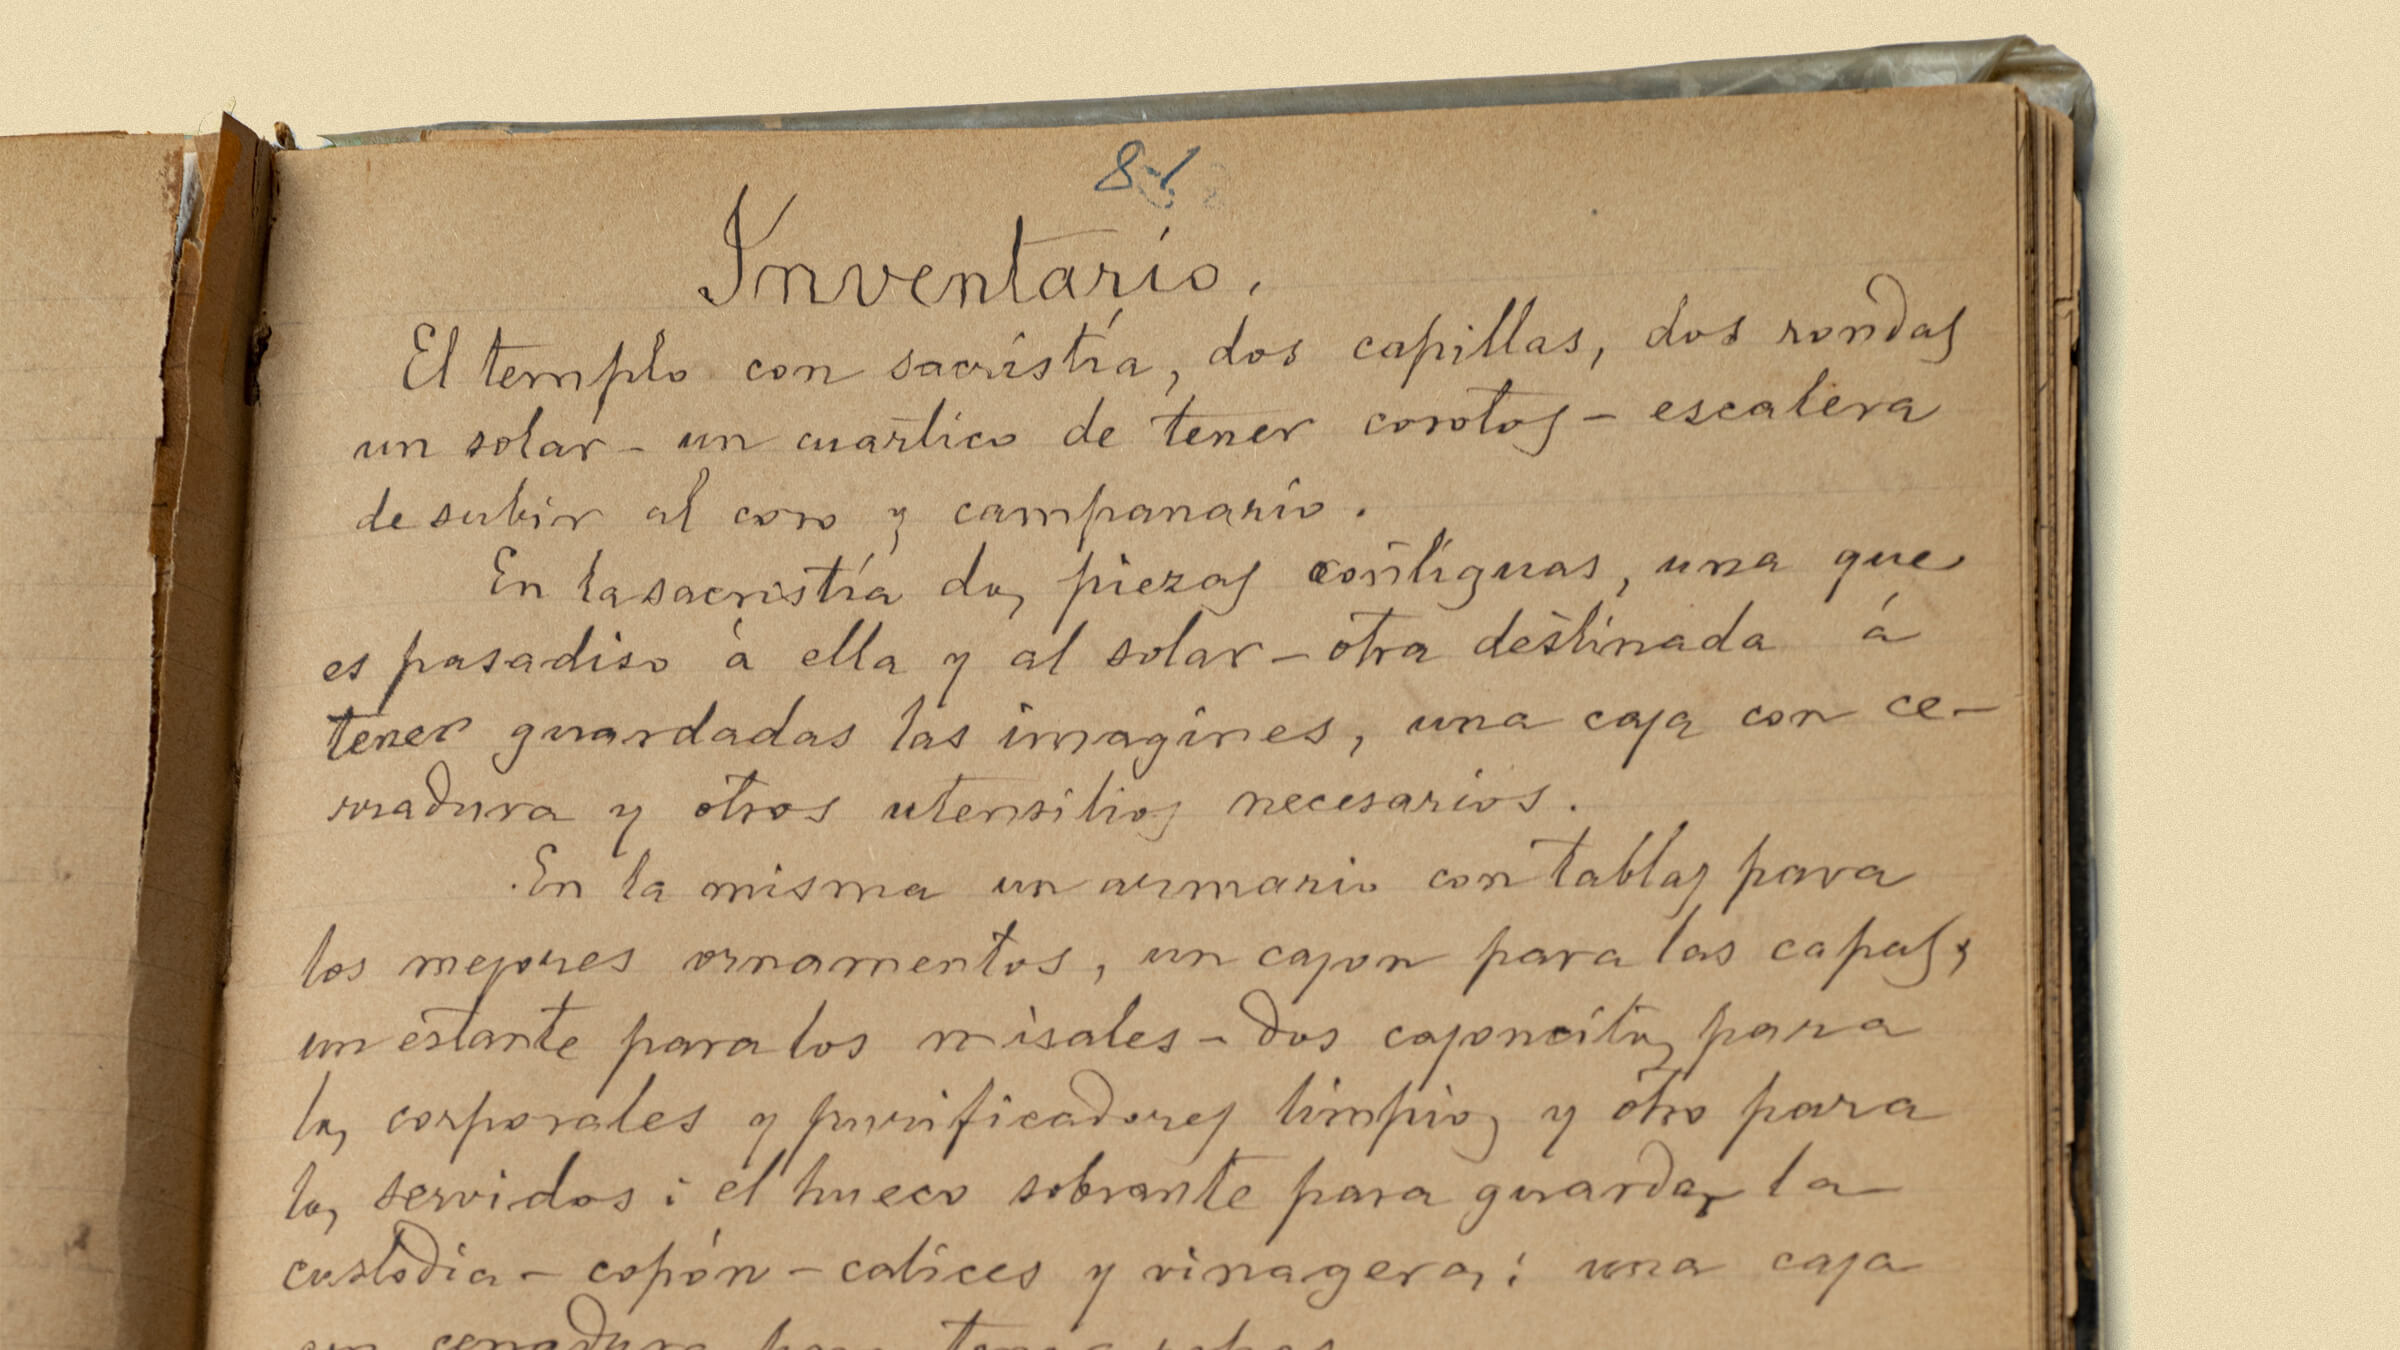 81
Inventario.
El templo con sacristía, dos capillas, dos rondas
un solar - un cuartico de tener corotos - escalera
de subir al coro y campanario.
En la sacristía dos piezas contiguas, una que
es pasadiso á ella y al solar - otra destinada á
tener guardadas las imagines, una caja con ce-
rradura y otros utensilios necesarios.
En la misma un armario con tablas para
los mejores ornamentos, un cajon para las capas,
un estante para los misales - dos cajoncitos para
los corporales y purificadores limpios y otro para
los servidos: el hueco sobrante para guardar la
custodia - copón - calices y vinageras: una caja